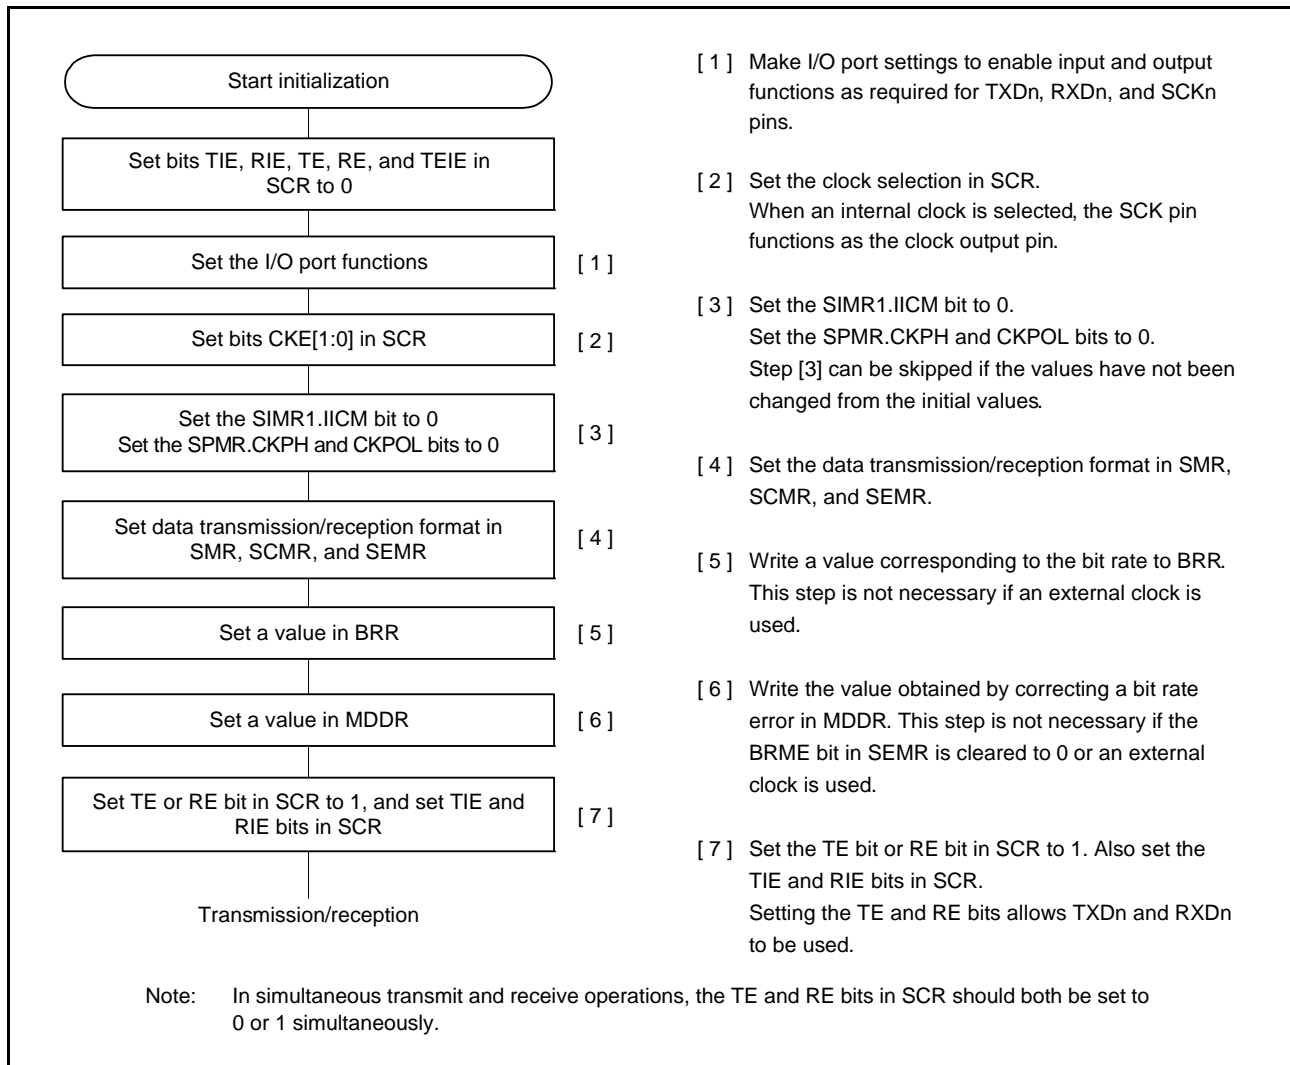 Start initialization
Set bits TIE, RIE, TE, RE, and TEIE in
SCR to 0
Set the I/O port functions
[ 1 ]
Set bits CKE[1:0] in SCR
[ 2 ]
Set the SIMR1.IICM bit to 0
Set the SPMR.CKPH and CKPOL bits to 0
[ 3 ]
Set data transmission/reception format in
SMR, SCMR, and SEMR
[ 4 ]
Set a value in BRR
[ 5 ]
Set a value in MDDR
[ 6 ]
Set TE or RE bit in SCR to 1, and set TIE and
RIE bits in SCR
[ 7 ]
Transmission/reception
[ 1 ] Make I/O port settings to enable input and output
functions as required for TXDn, RXDn, and SCKn
pins.
[ 2 ] Set the clock selection in SCR.
When an internal clock is selected, the SCK pin
functions as the clock output pin.
[ 3 ] Set the SIMR1.IICM bit to 0.
Set the SPMR.CKPH and CKPOL bits to 0.
Step [3] can be skipped if the values have not been
changed from the initial values.
[ 4 ] Set the data transmission/reception format in SMR,
SCMR, and SEMR.
[ 5 ] Write a value corresponding to the bit rate to BRR.
This step is not necessary if an external clock is
used.
[ 6 ] Write the value obtained by correcting a bit rate
error in MDDR. This step is not necessary if the
BRME bit in SEMR is cleared to 0 or an external
clock is used.
[ 7 ] Set the TE bit or RE bit in SCR to 1. Also set the
TIE and RIE bits in SCR.
Setting the TE and RE bits allows TXDn and RXDn
to be used.
Note: In simultaneous transmit and receive operations, the TE and RE bits in SCR should both be set to
0 or 1 simultaneously.